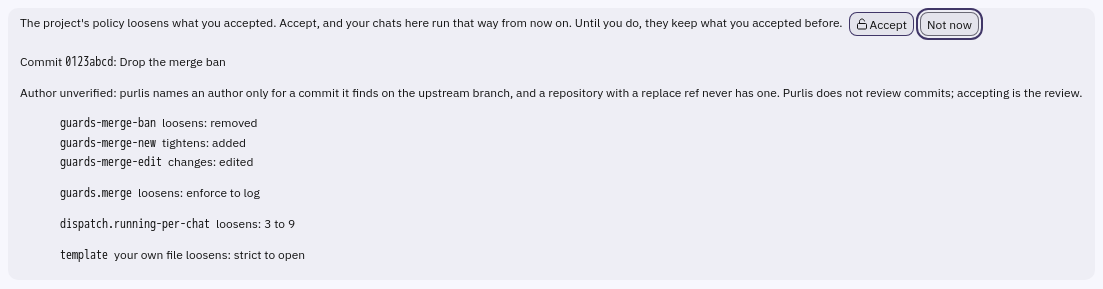 The project's policy loosens what you accepted. Accept, and your chats here run that way from now on. Until you do, they keep what you accepted before. Accept Not now
Commit 0123abcd: Drop the merge ban
Author unverified: purlis names an author only for a commit it finds on the upstream branch, and a repository with a replace ref never has one. Purlis does not review commits; accepting is the review.
guards-merge-ban loosens: removed
guards-merge-new tightens: added
guards-merge-edit changes: edited
guards.merge loosens: enforce to log
dispatch.running-per-chat loosens: 3 to 9
template your own file loosens: strict to open